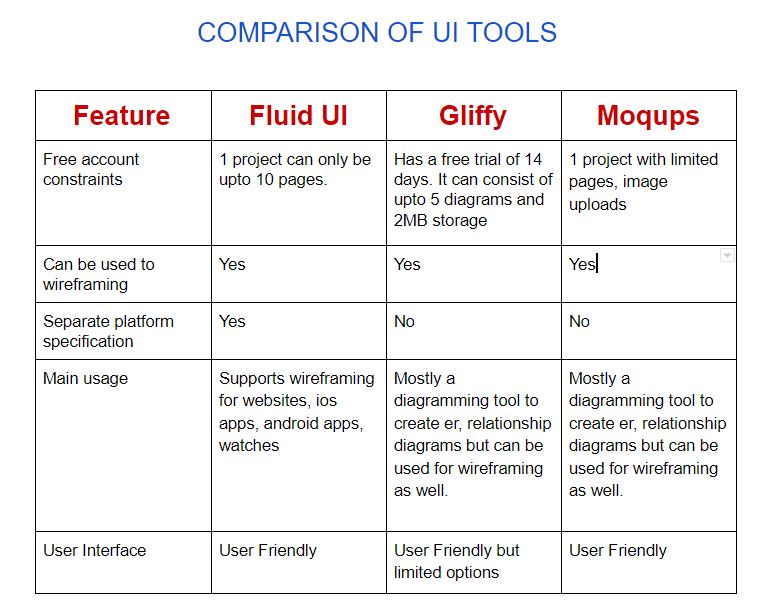 COMPARISON OF UI TOOLS
Feature
Fluid UI
Gliffy
Moqups
Free account
constraints
1 project can only be
upto 10 pages.
Has a free trial of 14
days. It can consist of
upto 5 diagrams and
2MB storage
1 project with limited
pages, image
uploads
Can be used to
wireframing
Yes
Yes
Yes
Separate platform
specification
Yes
No
No
Main usage
Supports wireframing
for websites, ios
apps, android apps,
watches
Mostly a
diagramming tool to
create er, relationship
diagrams but can be
used for wireframing
as well.
Mostly a
diagramming tool to
create er, relationship
diagrams but can be
used for wireframing
as well.
User Interface
User Friendly
User Friendly but
limited options
User Friendly